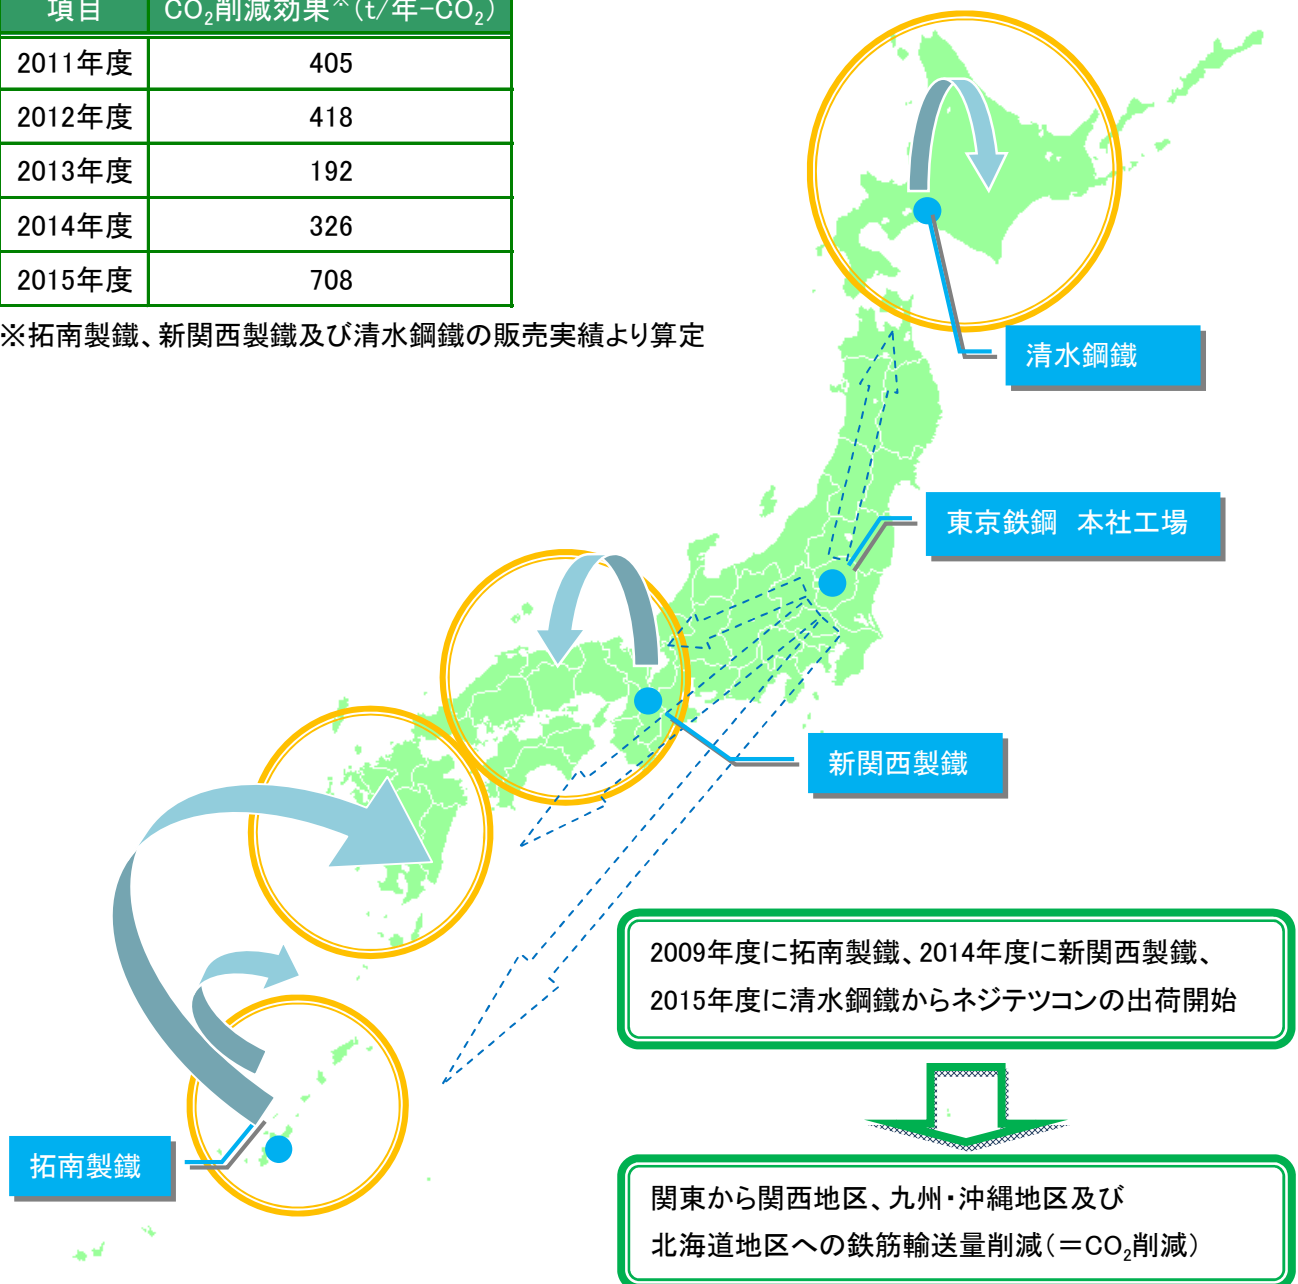 項目 CO₂削減効果※(t/年-CO₂)
2011年度 405
2012年度 418
2013年度 192
2014年度 326
2015年度 708
※拓南製鐵、新関西製鐵及び清水鋼鐵の販売実績より算定
清水鋼鐵
東京鉄鋼 本社工場
新関西製鐵
拓南製鐵
2009年度に拓南製鐵、2014年度に新関西製鐵、
2015年度に清水鋼鐵からネジテツコンの出荷開始
関東から関西地区、九州・沖縄地区及び
北海道地区への鉄筋輸送量削減(=CO₂削減)